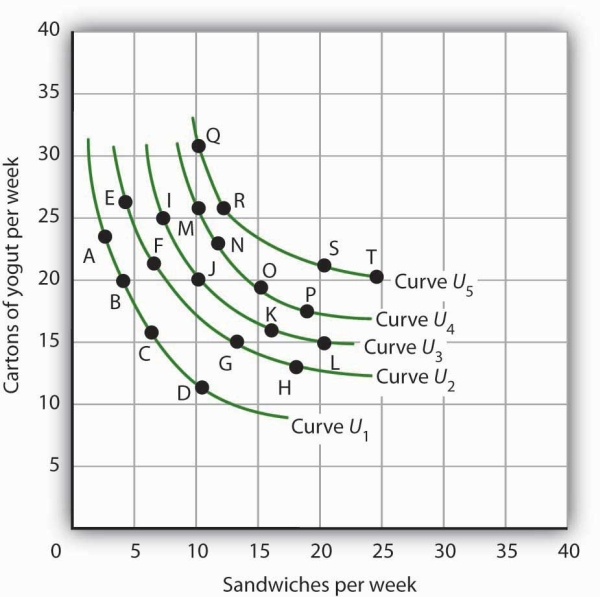 Cartons of yogurt per week
40
35
30
25
20
15
10
5
0 5 10 15 20 25 30 35 40
Sandwiches per week
A
B
C
D
Curve U1
E
F
G
H
Curve U2
I
J
K
L
Curve U3
M
N
O
P
Curve U4
Q
R
S
T
Curve U5